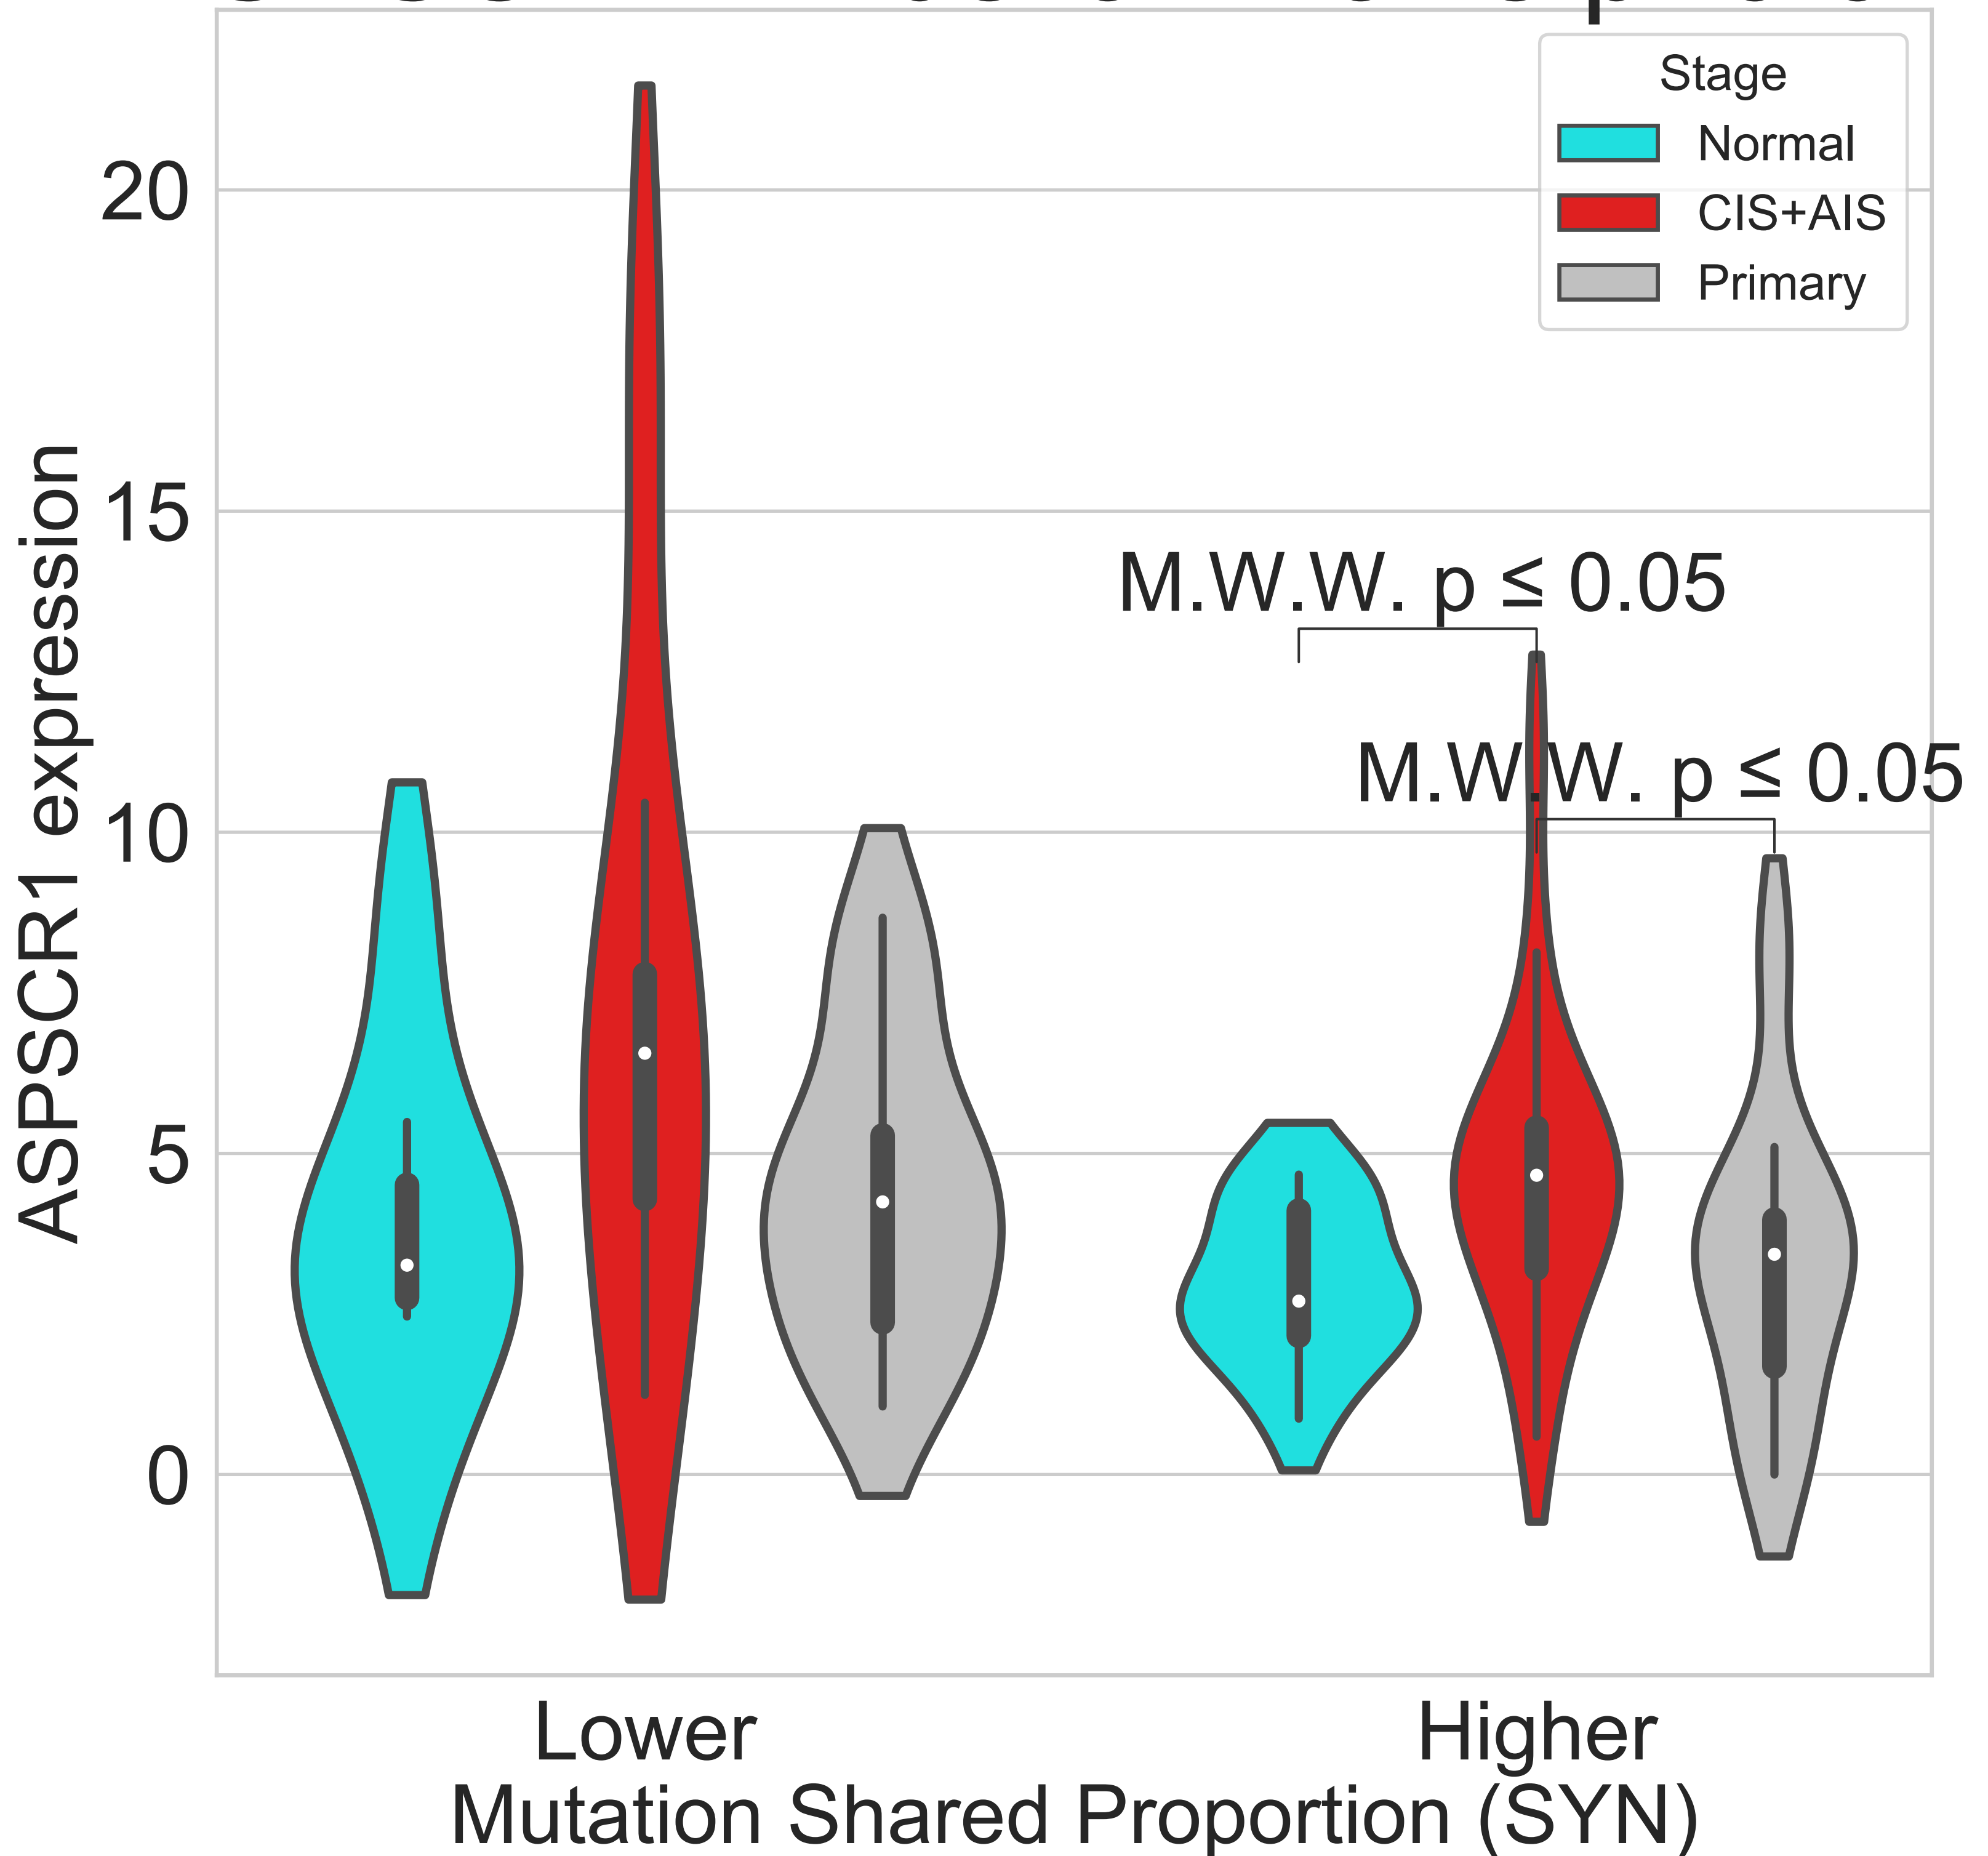 Stage
Normal
CIS+AIS
Primary
20
15
10
5
0
ASPSCR1 expression
M.W.W. p ≤ 0.05
M.W.W. p ≤ 0.05
Lower
Higher
Mutation Shared Proportion (SYN)